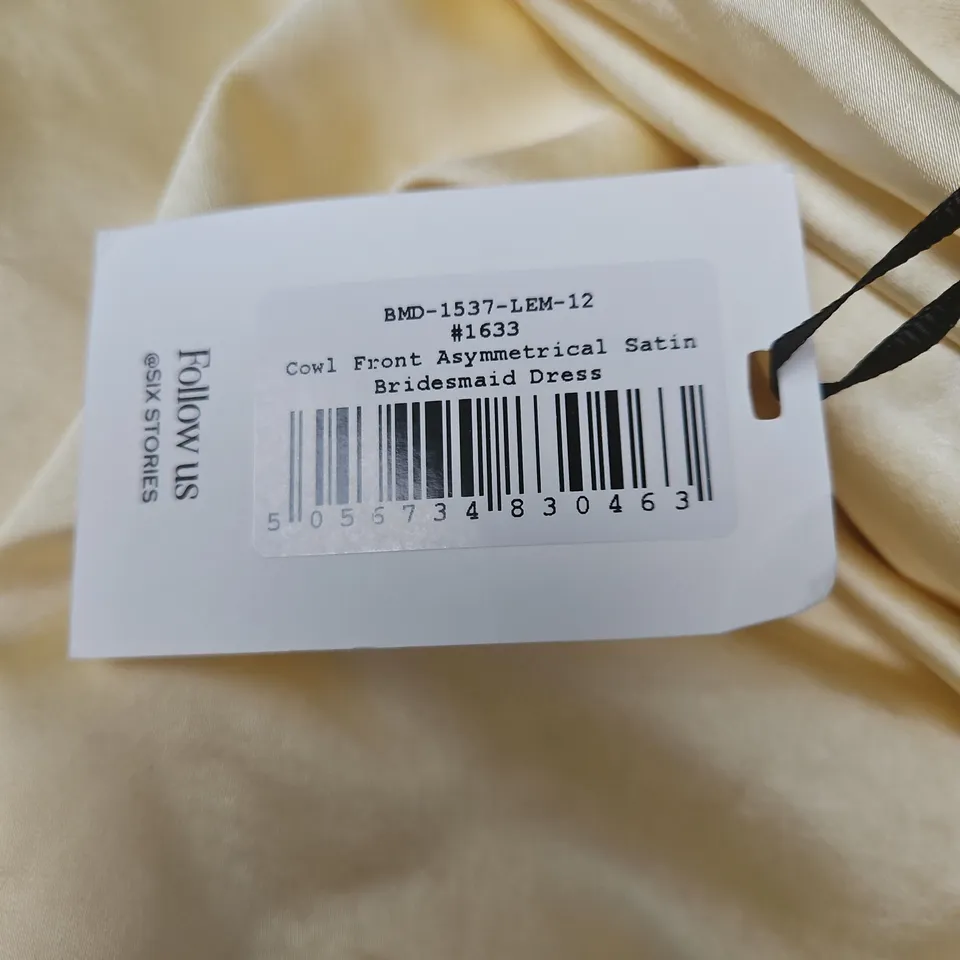 BMD-1537-LEM-12
#1633
Cowl Front Asymmetrical Satin
Bridesmaid Dress
5 056734 830463
Follow us
@SIX STORIES